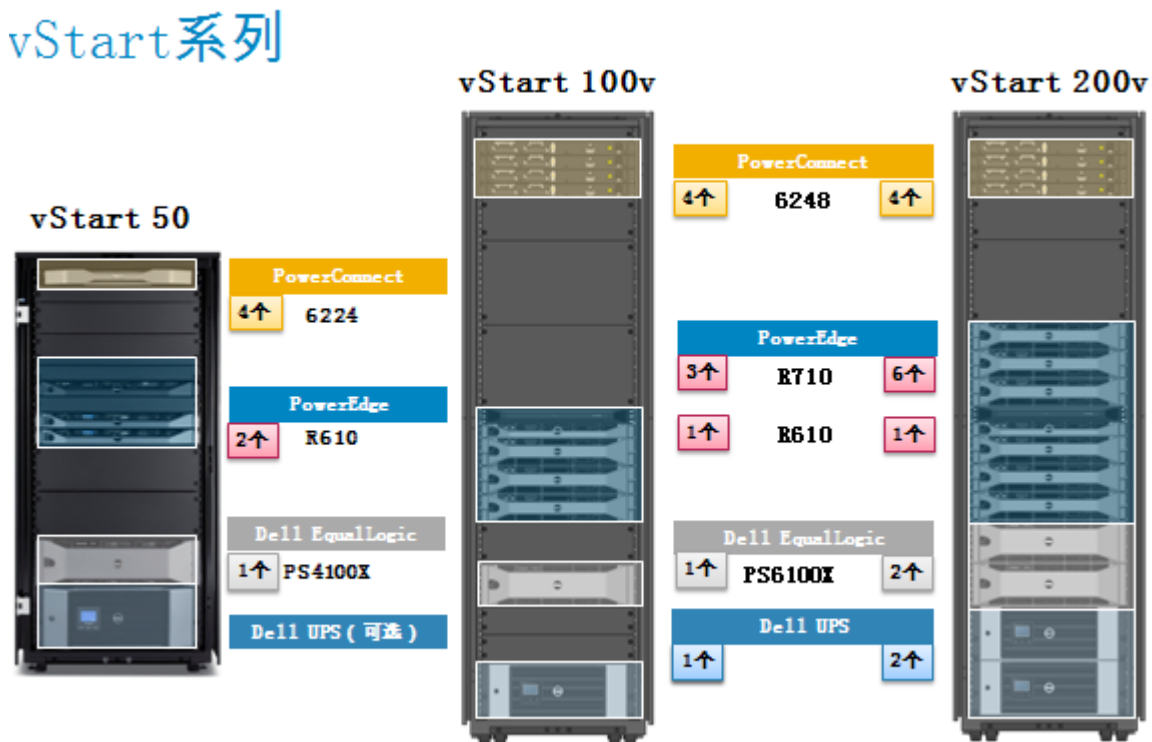 vStart系列
vStart 50
PowerConnect
4个 6224
PowerEdge
2个 R610
Dell EqualLogic
1个 PS4100X
Dell UPS（可选）
vStart 100v
vStart 200v
PowerConnect
4个 6248 4个
PowerEdge
3个 R710 6个
1个 R610 1个
Dell EqualLogic
1个 PS6100X 2个
Dell UPS
1个 2个